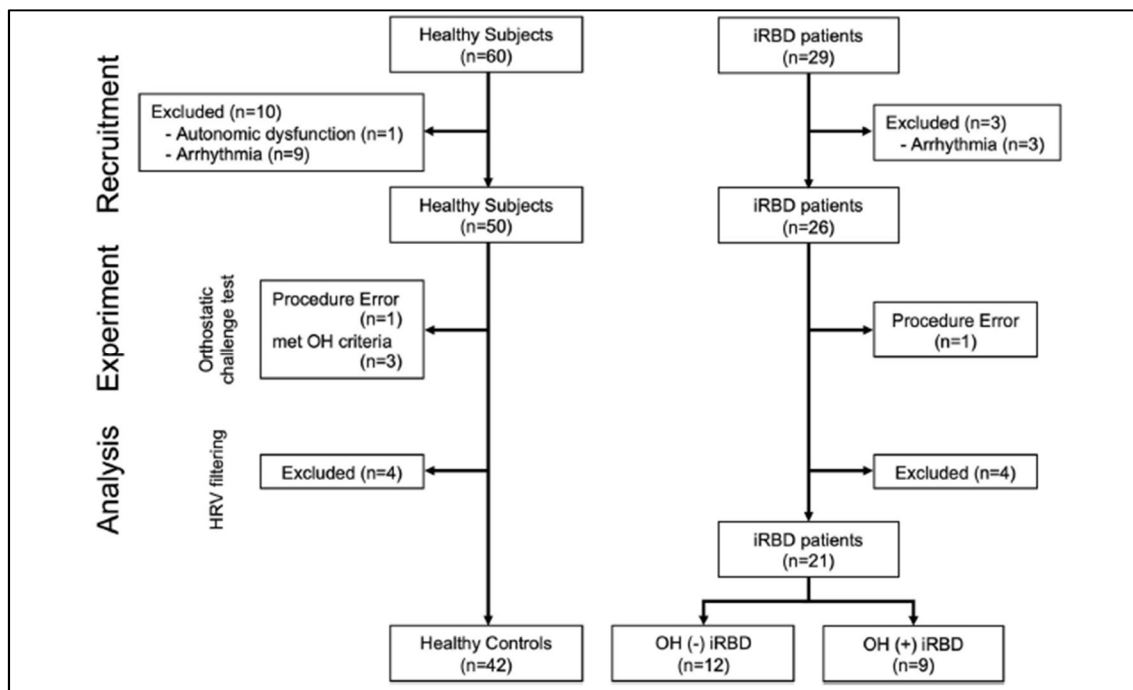 Recruitment
Healthy Subjects
(n=60)
iRBD patients
(n=29)
Excluded (n=10)
- Autonomic dysfunction (n=1)
- Arrhythmia (n=9)
Excluded (n=3)
- Arrhythmia (n=3)
Healthy Subjects
(n=50)
iRBD patients
(n=26)
Experiment
Orthostatic
challenge test
Procedure Error
(n=1)
met OH criteria
(n=3)
Procedure Error
(n=1)
Analysis
HRV filtering
Excluded (n=4)
Excluded (n=4)
iRBD patients
(n=21)
Healthy Controls
(n=42)
OH (-) iRBD
(n=12)
OH (+) iRBD
(n=9)